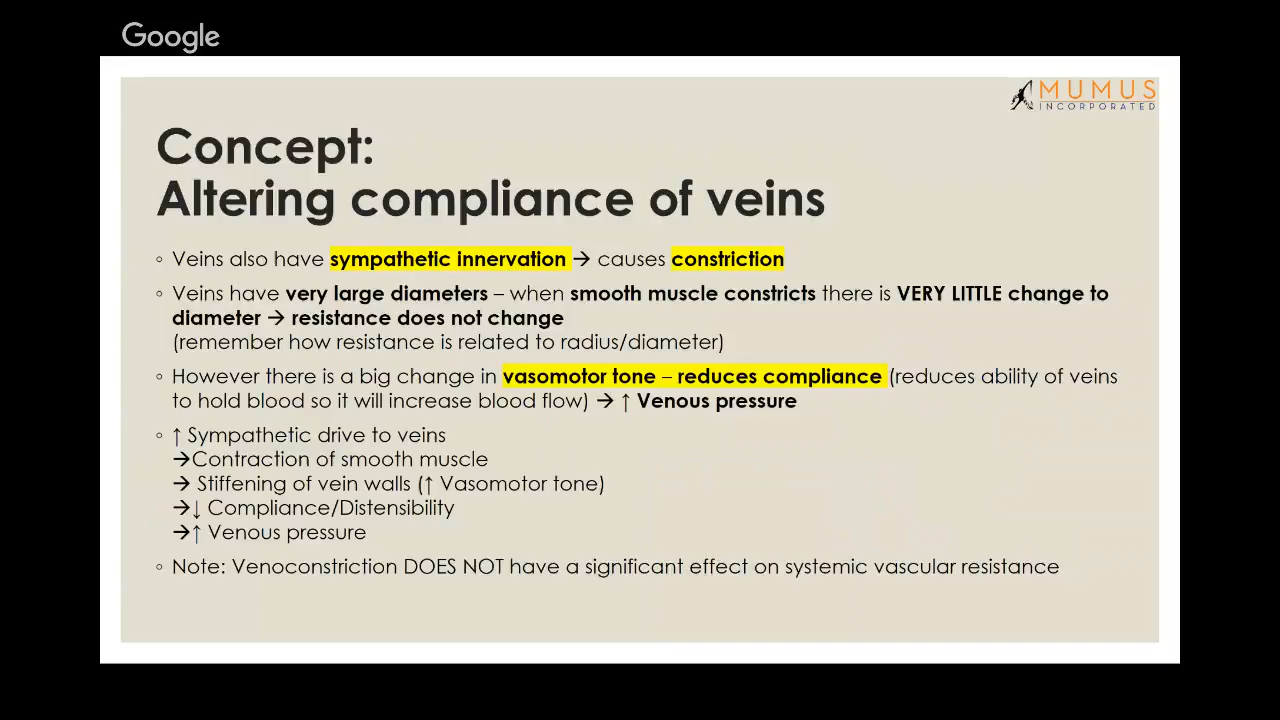 Google
MUMUS
INCORPORATED
Concept:
Altering compliance of veins
◦ Veins also have sympathetic innervation → causes constriction
◦ Veins have very large diameters – when smooth muscle constricts there is VERY LITTLE change to
diameter → resistance does not change
(remember how resistance is related to radius/diameter)
◦ However there is a big change in vasomotor tone – reduces compliance (reduces ability of veins
to hold blood so it will increase blood flow) → ↑ Venous pressure
◦ ↑ Sympathetic drive to veins
→Contraction of smooth muscle
→ Stiffening of vein walls (↑ Vasomotor tone)
→↓ Compliance/Distensibility
→↑ Venous pressure
◦ Note: Venoconstriction DOES NOT have a significant effect on systemic vascular resistance